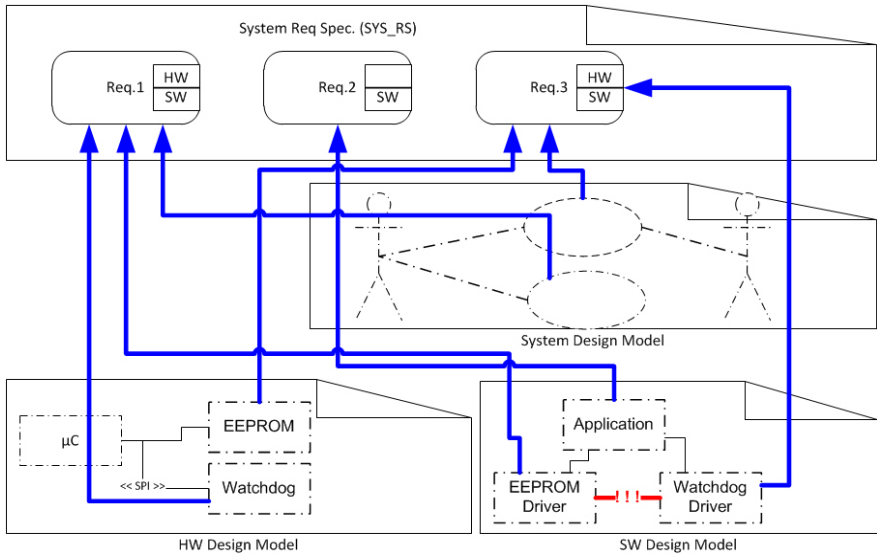 System Req Spec. (SYS_RS)
Req.1
HW
SW
Req.2
SW
Req.3
HW
SW
System Design Model
µC
EEPROM
<< SPI >>
Watchdog
HW Design Model
Application
EEPROM
Driver
! ! !
Watchdog
Driver
SW Design Model